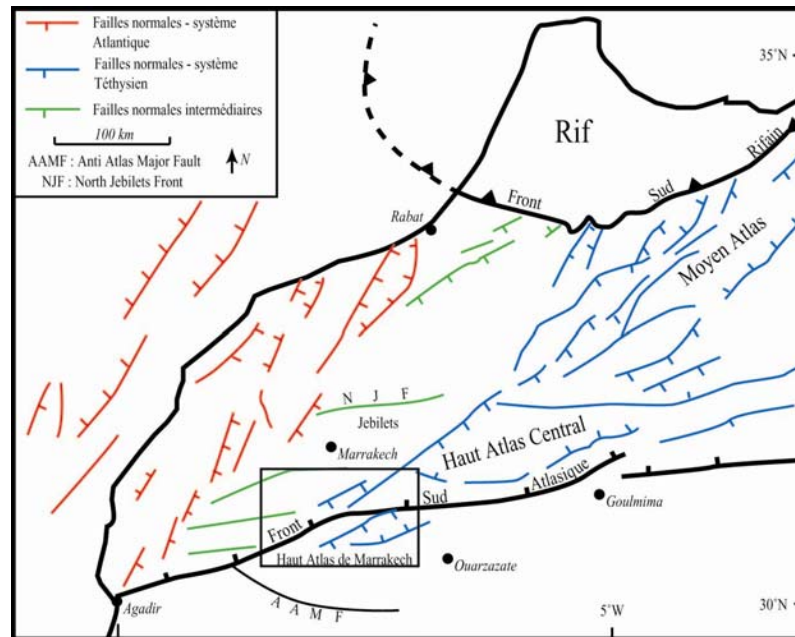 Failles normales - système
Atlantique
Failles normales - système
Téthysien
Failles normales intermédiaires
100 km
AAMF : Anti Atlas Major Fault
NJF : North Jebilets Front
N
35°N
Rif
Front Sud Rifain
Rabat
Moyen Atlas
N J F
Jebilets
Marrakech
Haut Atlas Central
Front Sud Atlasique
Goulmima
Haut Atlas de Marrakech
Ouarzazate
A A M F
Agadir
5°W
30°N